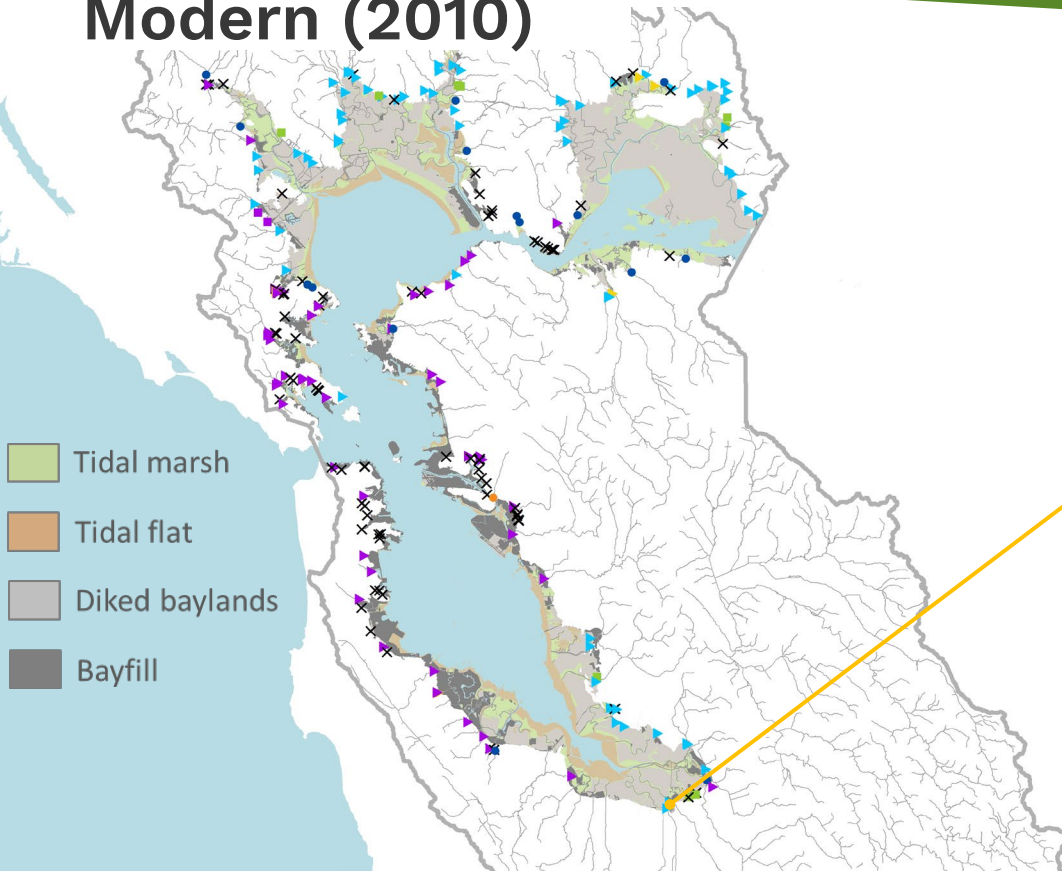 Modern (2010)
Tidal marsh
Tidal flat
Diked baylands
Bayfill